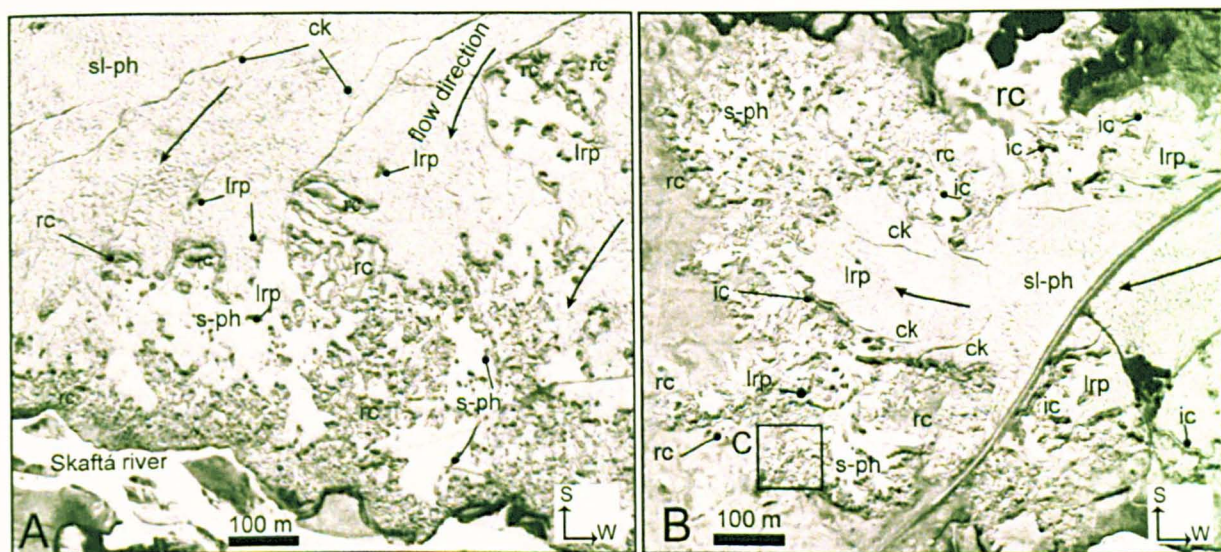 ck
sl-ph
flow direction
rc
rc
lrp
lrp
lrp
rc
rc
rc
rc
lrp
s-ph
s-ph
rc
rc
Skaftá river
A
100 m
S
W
rc
s-ph
ic
ic
rc
lrp
rc
ic
ck
lrp
sl-ph
ic
ck
ck
lrp
lrp
rc
rc
ic
ic
rc
C
s-ph
B
100 m
S
W